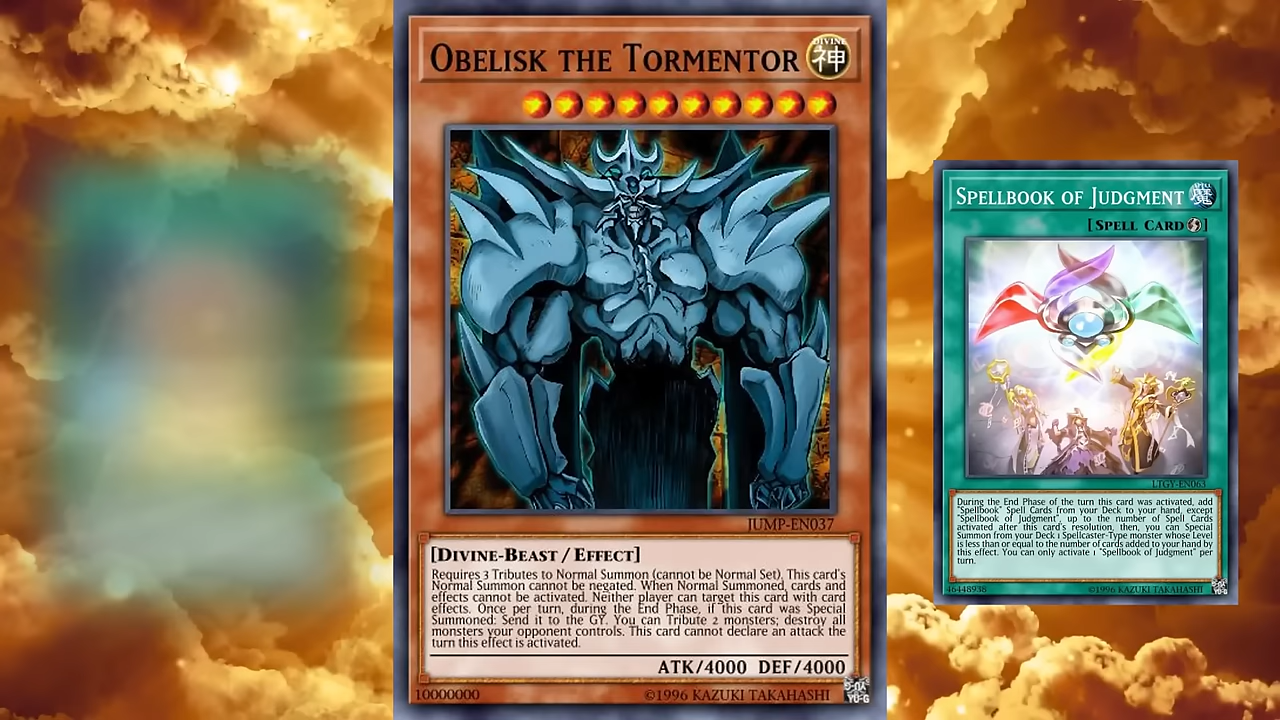 OBELISK THE TORMENTOR
DIVINE
神
JUMP-EN037
[DIVINE-BEAST / EFFECT]
Requires 3 Tributes to Normal Summon (cannot be Normal Set). This card's
Normal Summon cannot be negated. When Normal Summoned, cards and
effects cannot be activated. Neither player can target this card with card
effects. Once per turn, during the End Phase, if this card was Special
Summoned: Send it to the GY. You can Tribute 2 monsters; destroy all
monsters your opponent controls. This card cannot declare an attack the
turn this effect is activated.
ATK/4000 DEF/4000
10000000
©1996 KAZUKI TAKAHASHI
SPELLBOOK OF JUDGMENT
魔
[SPELL CARD]
LTGY-EN063
During the End Phase of the turn this card was activated, add
"Spellbook" Spell Cards from your Deck to your hand, except
"Spellbook of Judgment", up to the number of Spell Cards
activated after this card's resolution, then, you can Special
Summon from your Deck 1 Spellcaster-Type monster whose Level
is less than or equal to the number of cards added to your hand by
this effect. You can only activate 1 "Spellbook of Judgment" per
turn.
46448938
©1996 KAZUKI TAKAHASHI